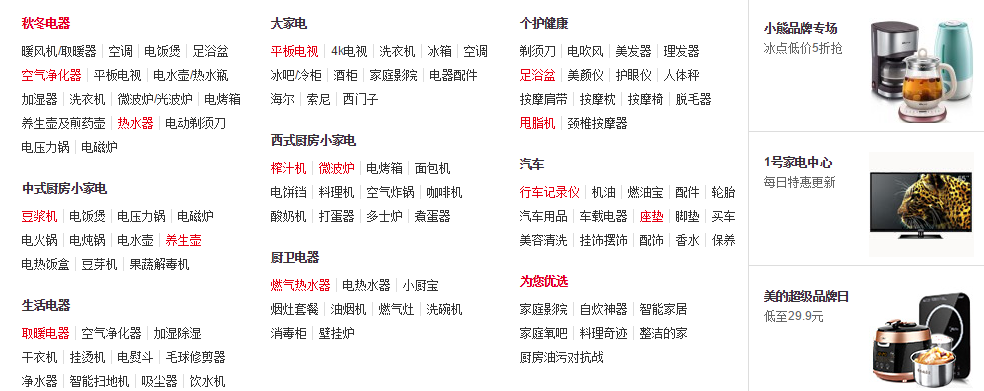 秋冬电器
暖风机/取暖器 空调 电饭煲 足浴盆
空气净化器 平板电视 电水壶/热水瓶
加湿器 洗衣机 微波炉/光波炉 电烤箱
养生壶及煎药壶 热水器 电动剃须刀
电压力锅 电磁炉
中式厨房小家电
豆浆机 电饭煲 电压力锅 电磁炉
电火锅 电炖锅 电水壶 养生壶
电热饭盒 豆芽机 果蔬解毒机
生活电器
取暖电器 空气净化器 加湿除湿
干衣机 挂烫机 电熨斗 毛球修剪器
净水器 智能扫地机 吸尘器 饮水机
大家电
平板电视 4k电视 洗衣机 冰箱 空调
冰吧/冷柜 酒柜 家庭影院 电器配件
海尔 索尼 西门子
西式厨房小家电
榨汁机 微波炉 电烤箱 面包机
电饼铛 料理机 空气炸锅 咖啡机
酸奶机 打蛋器 多士炉 煮蛋器
厨卫电器
燃气热水器 电热水器 小厨宝
烟灶套餐 油烟机 燃气灶 洗碗机
消毒柜 壁挂炉
个护健康
剃须刀 电吹风 美发器 理发器
足浴盆 美颜仪 护眼仪 人体秤
按摩肩带 按摩枕 按摩椅 脱毛器
甩脂机 颈椎按摩器
汽车
行车记录仪 机油 燃油宝 配件 轮胎
汽车用品 车载电器 座垫 脚垫 买车
美容清洗 挂饰摆饰 配饰 香水 保养
为您优选
家庭影院 自炊神器 智能家居
家庭氧吧 料理奇迹 整洁的家
厨房油污对抗战
小熊品牌专场
冰点低价5折抢
1号家电中心
每日特惠更新
美的超级品牌日
低至29.9元